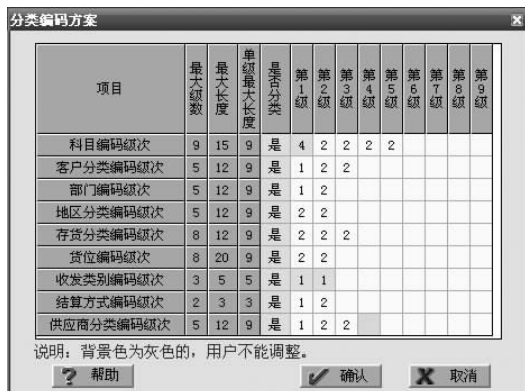 分类编码方案
项目 最大级数 最大长度 单级最大长度 是否分类 第1级 第2级 第3级 第4级 第5级 第6级 第7级 第8级 第9级
科目编码级次 9 15 9 是 4 2 2 2 2
客户分类编码级次 5 12 9 是 1 2 2
部门编码级次 5 12 9 是 1 2
地区分类编码级次 5 12 9 是 2 2
存货分类编码级次 8 12 9 是 2 2 2
货位编码级次 8 20 9 是 2 2
收发类别编码级次 3 5 5 是 1 1
结算方式编码级次 2 3 3 是 1 2
供应商分类编码级次 5 12 9 是 1 2 2
说明：背景色为灰色的，用户不能调整。
帮助 确认 取消